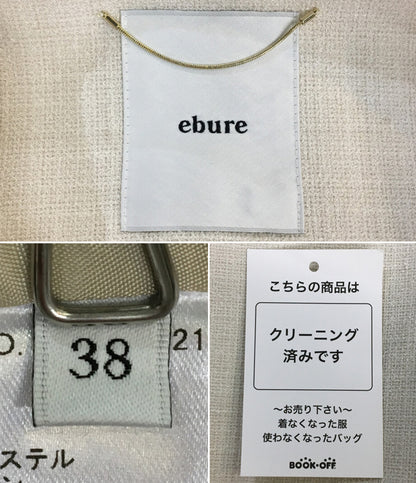 ebure
O.
38
21
ステル
ン
こちらの商品は
クリーニング
済みです
〜お売り下さい〜
着なくなった服
使わなくなったバッグ
BOOK・OFF